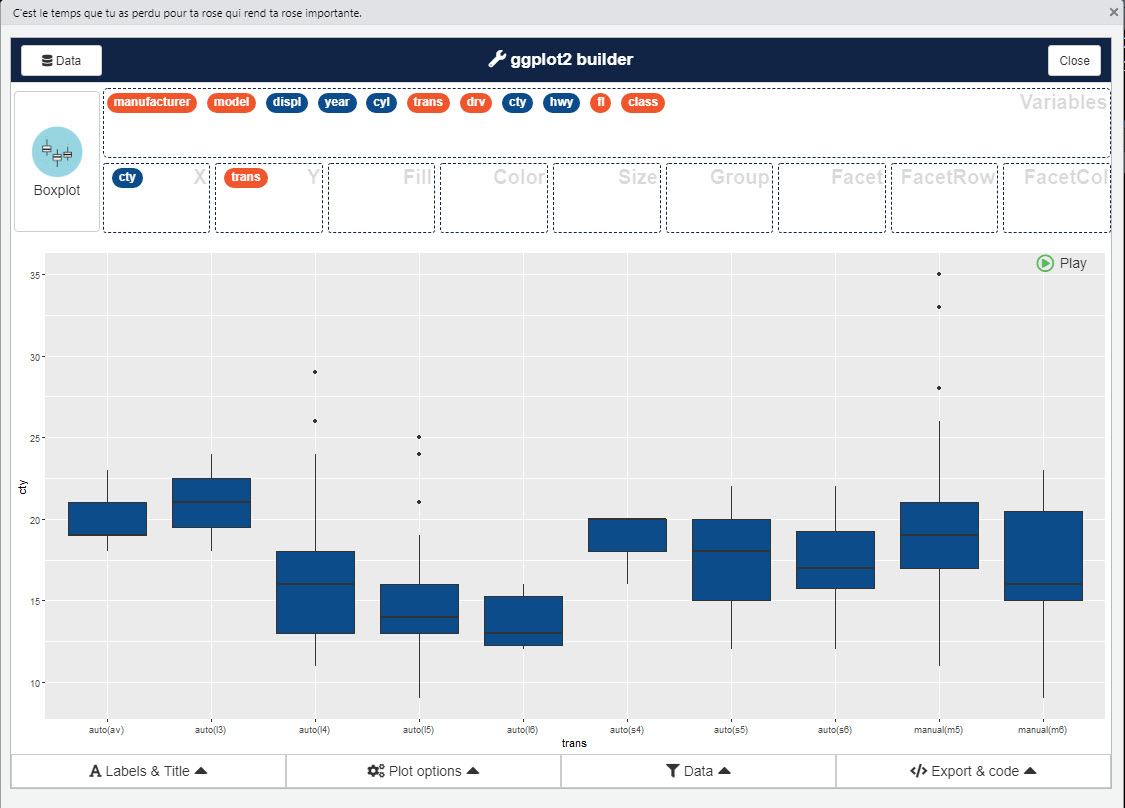 C'est le temps que tu as perdu pour ta rose qui rend ta rose importante.
Data
ggplot2 builder
Close
Boxplot
manufacturer model displ year cyl trans drv cty hwy fl class
Variables
cty X
trans Y
Fill
Color
Size
Group
Facet
FacetRow
FacetCol
Play
35
30
25
20
15
10
cty
auto(av) auto(l3) auto(l4) auto(l5) auto(l6) auto(s4) auto(s5) auto(s6) manual(m5) manual(m6)
trans
Labels & Title
Plot options
Data
Export & code